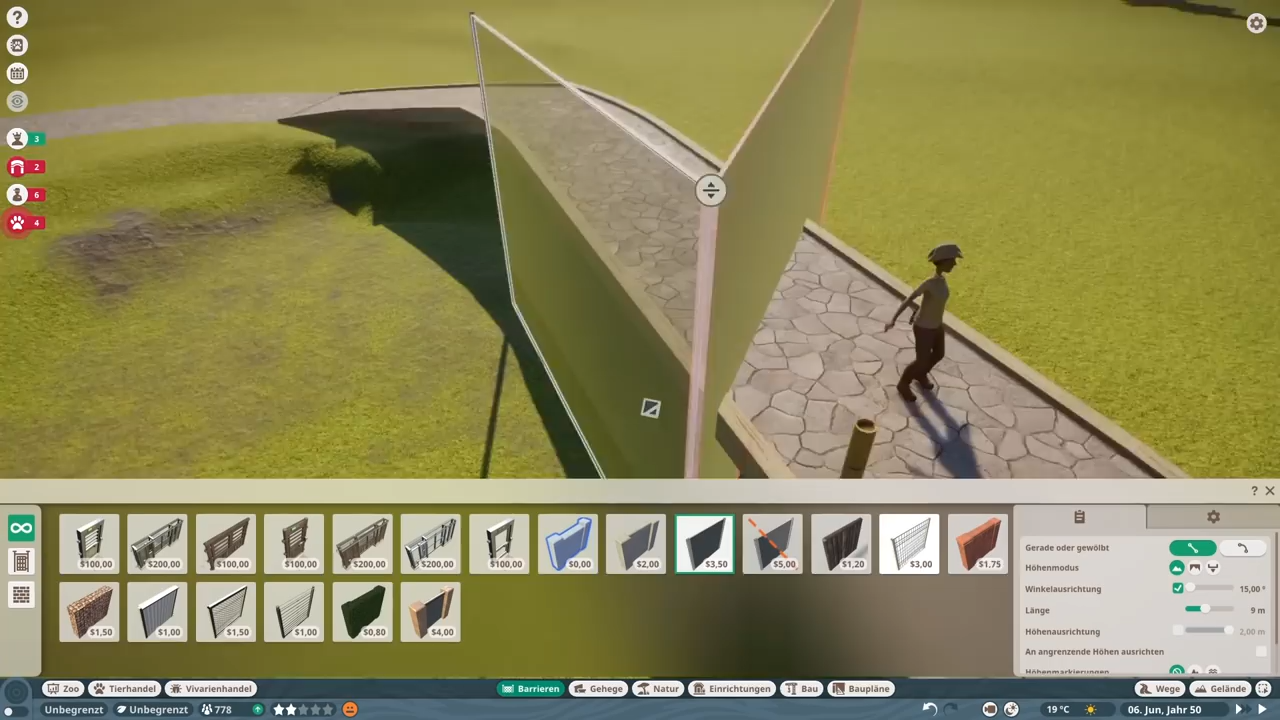 ?
3
2
6
4
?
$100,00
$200,00
$100,00
$100,00
$200,00
$200,00
$100,00
$0,00
$2,00
$3,50
$5,00
$1,20
$3,00
$1,75
$1,50
$1,00
$1,50
$1,00
$0,80
$4,00
Gerade oder gewölbt
Höhenmodus
Winkelausrichtung 15,00 °
Länge 9 m
Höhenausrichtung 2,00 m
An angrenzende Höhen ausrichten
Höhenmarkierungen
Zoo Tierhandel Vivarienhandel Barrieren Gehege Natur Einrichtungen Bau Baupläne Wege Gelände
Unbegrenzt Unbegrenzt 778 19 °C 06. Jun, Jahr 50